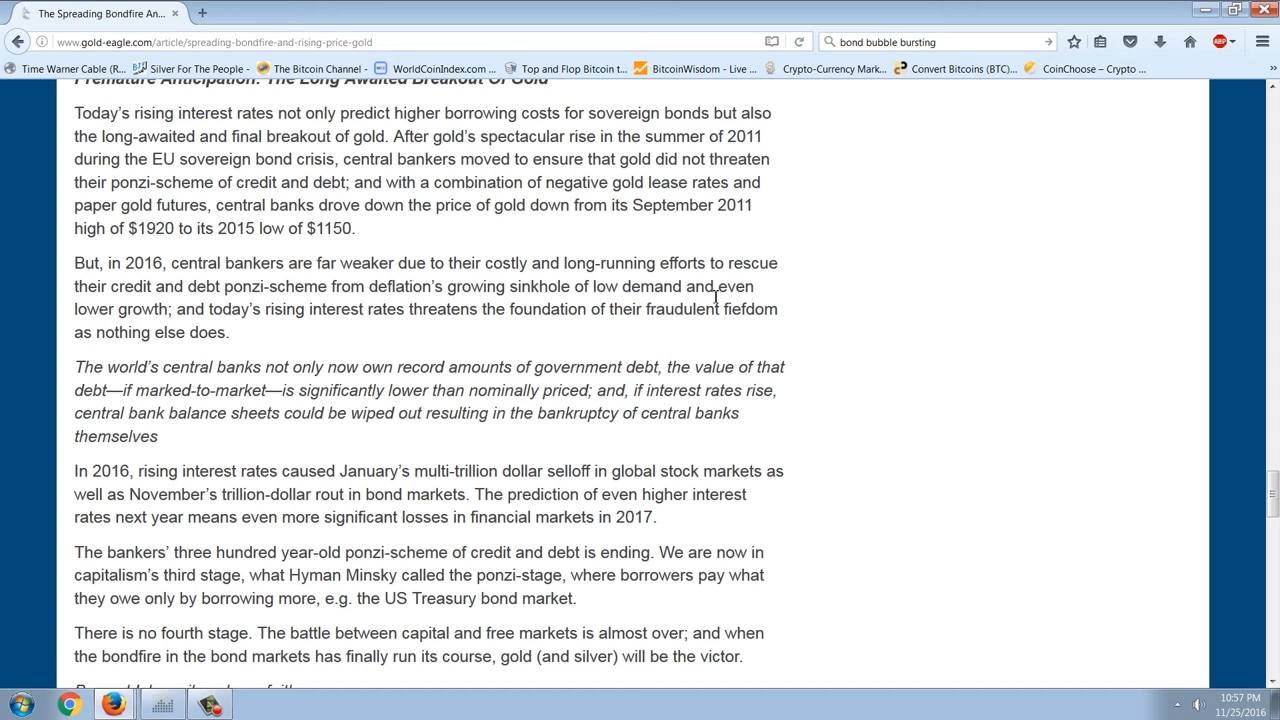 The Spreading Bondfire An...
www.gold-eagle.com/article/spreading-bondfire-and-rising-price-gold
bond bubble bursting
ABP
Time Warner Cable (R...
Silver For The People - ...
The Bitcoin Channel - ...
WorldCoinIndex.com - ...
Top and Flop Bitcoin t...
BitcoinWisdom - Live ...
Crypto-Currency Mark...
Convert Bitcoins (BTC)...
CoinChoose – Crypto ...
Premature Anticipation: The Long Awaited Breakout Of Gold
Today’s rising interest rates not only predict higher borrowing costs for sovereign bonds but also
the long-awaited and final breakout of gold. After gold’s spectacular rise in the summer of 2011
during the EU sovereign bond crisis, central bankers moved to ensure that gold did not threaten
their ponzi-scheme of credit and debt; and with a combination of negative gold lease rates and
paper gold futures, central banks drove down the price of gold down from its September 2011
high of $1920 to its 2015 low of $1150.
But, in 2016, central bankers are far weaker due to their costly and long-running efforts to rescue
their credit and debt ponzi-scheme from deflation’s growing sinkhole of low demand and even
lower growth; and today’s rising interest rates threatens the foundation of their fraudulent fiefdom
as nothing else does.
The world’s central banks not only now own record amounts of government debt, the value of that
debt—if marked-to-market—is significantly lower than nominally priced; and, if interest rates rise,
central bank balance sheets could be wiped out resulting in the bankruptcy of central banks
themselves
In 2016, rising interest rates caused January’s multi-trillion dollar selloff in global stock markets as
well as November’s trillion-dollar rout in bond markets. The prediction of even higher interest
rates next year means even more significant losses in financial markets in 2017.
The bankers’ three hundred year-old ponzi-scheme of credit and debt is ending. We are now in
capitalism’s third stage, what Hyman Minsky called the ponzi-stage, where borrowers pay what
they owe only by borrowing more, e.g. the US Treasury bond market.
There is no fourth stage. The battle between capital and free markets is almost over; and when
the bondfire in the bond markets has finally run its course, gold (and silver) will be the victor.
10:57 PM
11/25/2016